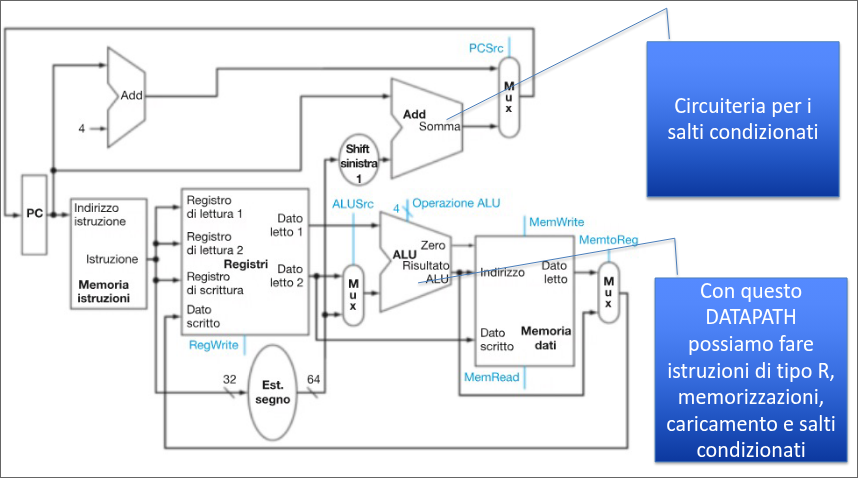 PCSrc
Add
4
M
u
x
Add
Somma
Circuiteria per i
salti condizionati
Shift
sinistra
1
PC
Indirizzo
istruzione
Istruzione
Memoria
istruzioni
Registro
di lettura 1
Registro
di lettura 2
Registri
Registro
di scrittura
Dato
scritto
Dato
letto 1
Dato
letto 2
RegWrite
ALUSrc
M
u
x
4
Operazione ALU
ALU
Zero
Risultato
ALU
MemWrite
Indirizzo
Dato
letto
Dato
scritto
Memoria
dati
MemRead
MemtoReg
M
u
x
32
Est.
segno
64
Con questo
DATAPATH
possiamo fare
istruzioni di tipo R,
memorizzazioni,
caricamento e salti
condizionati